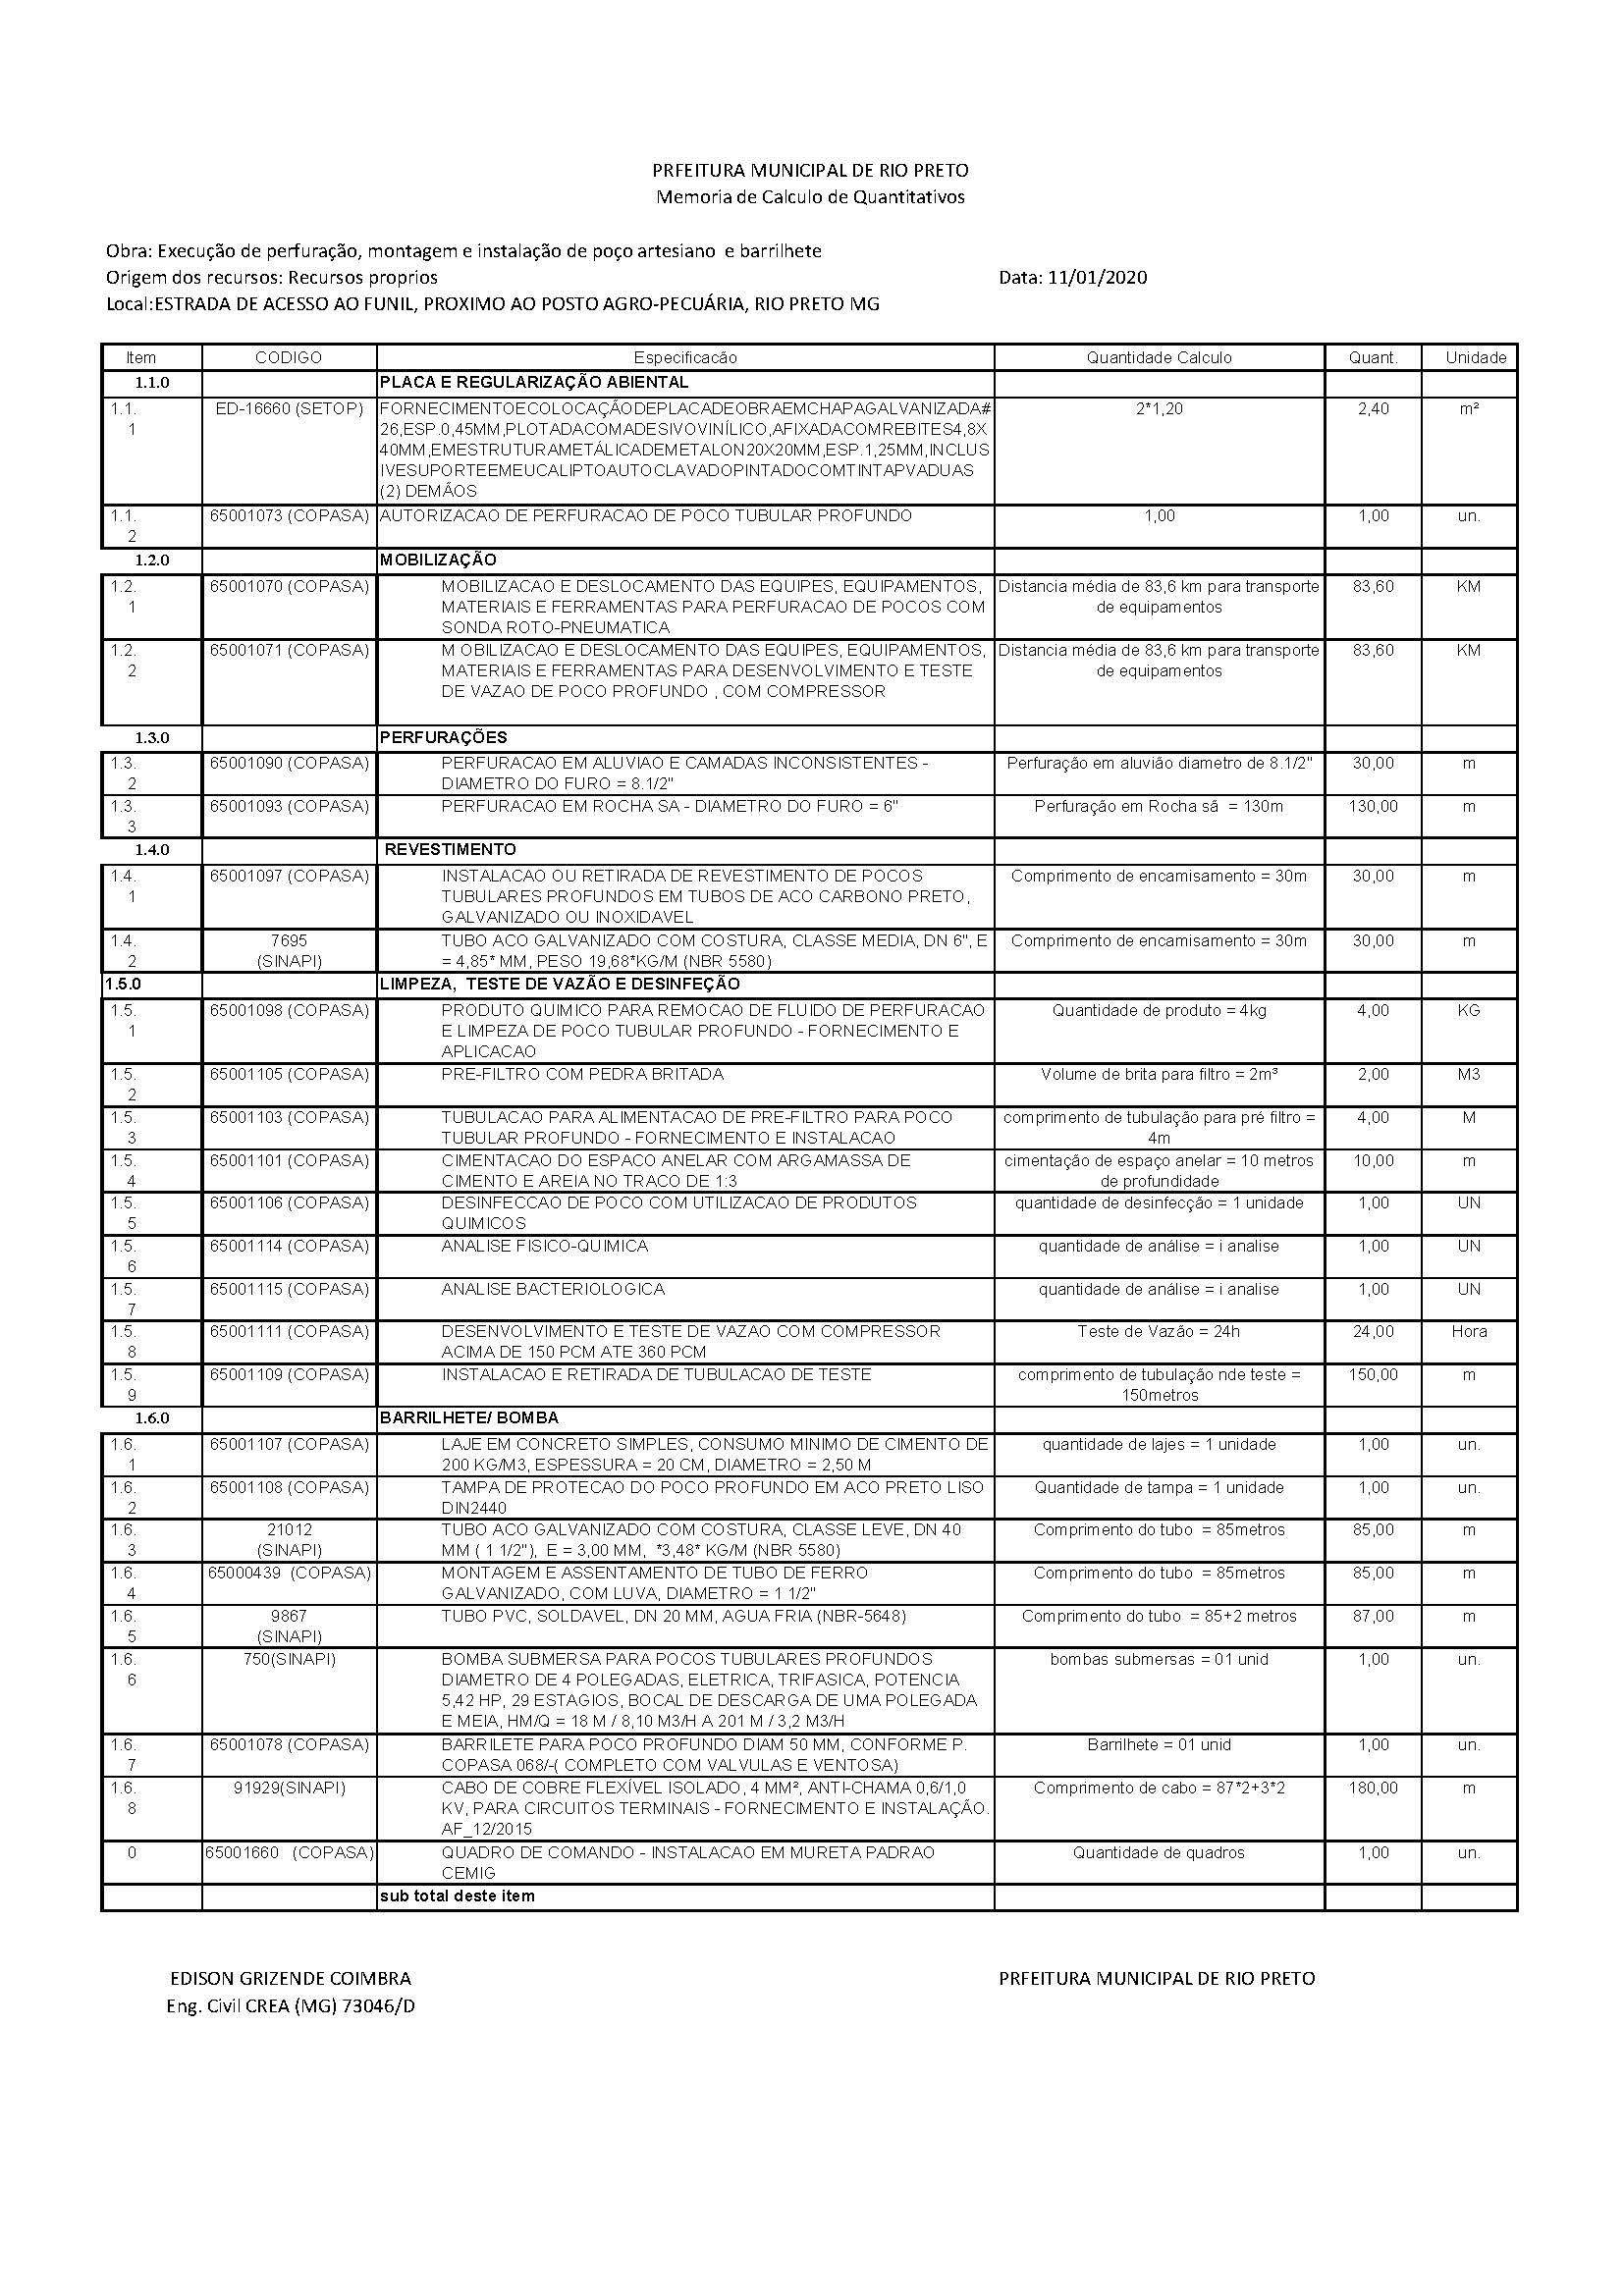 PRFEITURA MUNICIPAL DE RIO PRETO
Memoria de Calculo de Quantitativos
Obra: Execução de perfuração, montagem e instalação de poço artesiano e barrilhete
Origem dos recursos: Recursos proprios Data: 11/01/2020
Local:ESTRADA DE ACESSO AO FUNIL, PROXIMO AO POSTO AGRO-PECUÁRIA, RIO PRETO MG
Item CODIGO Especificacão Quantidade Calculo Quant. Unidade
1.1.0 PLACA E REGULARIZAÇÃO ABIENTAL
1.1. ED-16660 (SETOP) FORNECIMENTOECOLOCAÇÃODEPLACADEOBRAEMCHAPAGALVANIZADA# 2*1,20 2,40 m²
1 26,ESP.0,45MM,PLOTADACOMADESIVOVINÍLICO,AFIXADACOMREBITES4,8X
40MM,EMESTRUTURAMETÁLICADEMETALON20X20MM,ESP.1,25MM,INCLUS
IVESUPORTEEMEUCALIPTOAUTOCLAVADOPINTADOCOMTINTAPVADUAS
(2) DEMÃOS
1.1. 65001073 (COPASA) AUTORIZACAO DE PERFURACAO DE POCO TUBULAR PROFUNDO 1,00 1,00 un.
2
1.2.0 MOBILIZAÇÃO
1.2. 65001070 (COPASA) MOBILIZACAO E DESLOCAMENTO DAS EQUIPES, EQUIPAMENTOS, Distancia média de 83,6 km para transporte 83,60 KM
1 MATERIAIS E FERRAMENTAS PARA PERFURACAO DE POCOS COM de equipamentos
SONDA ROTO-PNEUMATICA
1.2. 65001071 (COPASA) M OBILIZACAO E DESLOCAMENTO DAS EQUIPES, EQUIPAMENTOS, Distancia média de 83,6 km para transporte 83,60 KM
2 MATERIAIS E FERRAMENTAS PARA DESENVOLVIMENTO E TESTE de equipamentos
DE VAZAO DE POCO PROFUNDO , COM COMPRESSOR
1.3.0 PERFURAÇÕES
1.3. 65001090 (COPASA) PERFURACAO EM ALUVIAO E CAMADAS INCONSISTENTES - Perfuração em aluvião diametro de 8.1/2" 30,00 m
2 DIAMETRO DO FURO = 8.1/2"
1.3. 65001093 (COPASA) PERFURACAO EM ROCHA SA - DIAMETRO DO FURO = 6" Perfuração em Rocha sã = 130m 130,00 m
3
1.4.0 REVESTIMENTO
1.4. 65001097 (COPASA) INSTALACAO OU RETIRADA DE REVESTIMENTO DE POCOS Comprimento de encamisamento = 30m 30,00 m
1 TUBULARES PROFUNDOS EM TUBOS DE ACO CARBONO PRETO,
GALVANIZADO OU INOXIDAVEL
1.4. 7695 TUBO ACO GALVANIZADO COM COSTURA, CLASSE MEDIA, DN 6", E Comprimento de encamisamento = 30m 30,00 m
2 (SINAPI) = 4,85* MM, PESO 19,68*KG/M (NBR 5580)
1.5.0 LIMPEZA, TESTE DE VAZÃO E DESINFEÇÃO
1.5. 65001098 (COPASA) PRODUTO QUIMICO PARA REMOCAO DE FLUIDO DE PERFURACAO Quantidade de produto = 4kg 4,00 KG
1 E LIMPEZA DE POCO TUBULAR PROFUNDO - FORNECIMENTO E
APLICACAO
1.5. 65001105 (COPASA) PRE-FILTRO COM PEDRA BRITADA Volume de brita para filtro = 2m³ 2,00 M3
2
1.5. 65001103 (COPASA) TUBULACAO PARA ALIMENTACAO DE PRE-FILTRO PARA POCO comprimento de tubulação para pré filtro = 4,00 M
3 TUBULAR PROFUNDO - FORNECIMENTO E INSTALACAO 4m
1.5. 65001101 (COPASA) CIMENTACAO DO ESPACO ANELAR COM ARGAMASSA DE cimentação de espaço anelar = 10 metros 10,00 m
4 CIMENTO E AREIA NO TRACO DE 1:3 de profundidade
1.5. 65001106 (COPASA) DESINFECCAO DE POCO COM UTILIZACAO DE PRODUTOS quantidade de desinfecção = 1 unidade 1,00 UN
5 QUIMICOS
1.5. 65001114 (COPASA) ANALISE FISICO-QUIMICA quantidade de análise = i analise 1,00 UN
6
1.5. 65001115 (COPASA) ANALISE BACTERIOLOGICA quantidade de análise = i analise 1,00 UN
7
1.5. 65001111 (COPASA) DESENVOLVIMENTO E TESTE DE VAZAO COM COMPRESSOR Teste de Vazão = 24h 24,00 Hora
8 ACIMA DE 150 PCM ATE 360 PCM
1.5. 65001109 (COPASA) INSTALACAO E RETIRADA DE TUBULACAO DE TESTE comprimento de tubulação nde teste = 150,00 m
9 150metros
1.6.0 BARRILHETE/ BOMBA
1.6. 65001107 (COPASA) LAJE EM CONCRETO SIMPLES, CONSUMO MINIMO DE CIMENTO DE quantidade de lajes = 1 unidade 1,00 un.
1 200 KG/M3, ESPESSURA = 20 CM, DIAMETRO = 2,50 M
1.6. 65001108 (COPASA) TAMPA DE PROTECAO DO POCO PROFUNDO EM ACO PRETO LISO Quantidade de tampa = 1 unidade 1,00 un.
2 DIN2440
1.6. 21012 TUBO ACO GALVANIZADO COM COSTURA, CLASSE LEVE, DN 40 Comprimento do tubo = 85metros 85,00 m
3 (SINAPI) MM ( 1 1/2"), E = 3,00 MM, *3,48* KG/M (NBR 5580)
1.6. 65000439 (COPASA) MONTAGEM E ASSENTAMENTO DE TUBO DE FERRO Comprimento do tubo = 85metros 85,00 m
4 GALVANIZADO, COM LUVA, DIAMETRO = 1 1/2"
1.6. 9867 TUBO PVC, SOLDAVEL, DN 20 MM, AGUA FRIA (NBR-5648) Comprimento do tubo = 85+2 metros 87,00 m
5 (SINAPI)
1.6. 750(SINAPI) BOMBA SUBMERSA PARA POCOS TUBULARES PROFUNDOS bombas submersas = 01 unid 1,00 un.
6 DIAMETRO DE 4 POLEGADAS, ELETRICA, TRIFASICA, POTENCIA
5,42 HP, 29 ESTAGIOS, BOCAL DE DESCARGA DE UMA POLEGADA
E MEIA, HM/Q = 18 M / 8,10 M3/H A 201 M / 3,2 M3/H
1.6. 65001078 (COPASA) BARRILETE PARA POCO PROFUNDO DIAM 50 MM, CONFORME P. Barrilhete = 01 unid 1,00 un.
7 COPASA 068/-( COMPLETO COM VALVULAS E VENTOSA)
1.6. 91929(SINAPI) CABO DE COBRE FLEXÍVEL ISOLADO, 4 MM², ANTI-CHAMA 0,6/1,0 Comprimento de cabo = 87*2+3*2 180,00 m
8 KV, PARA CIRCUITOS TERMINAIS - FORNECIMENTO E INSTALAÇÃO.
AF_12/2015
0 65001660 (COPASA) QUADRO DE COMANDO - INSTALACAO EM MURETA PADRAO Quantidade de quadros 1,00 un.
CEMIG
sub total deste item
EDISON GRIZENDE COIMBRA PRFEITURA MUNICIPAL DE RIO PRETO
Eng. Civil CREA (MG) 73046/D